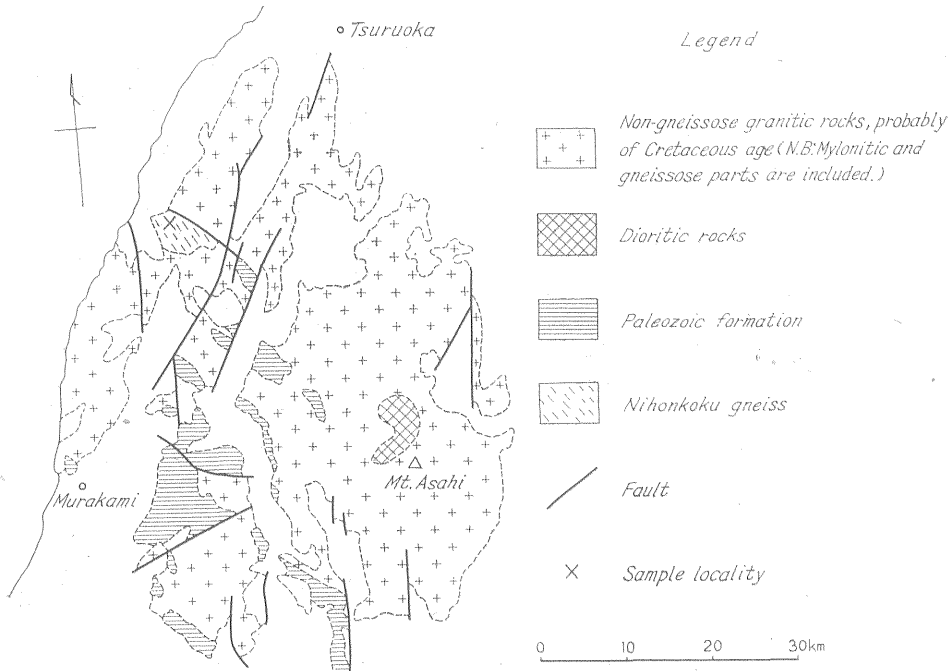 Tsuruoka
Legend
Non-gneissose granitic rocks, probably
of Cretaceous age (N.B. Mylonitic and
gneissose parts are included.)
Dioritic rocks
Paleozoic formation
Nihonkoku gneiss
Mt. Asahi
Murakami
Fault
Sample locality
0 10 20 30km